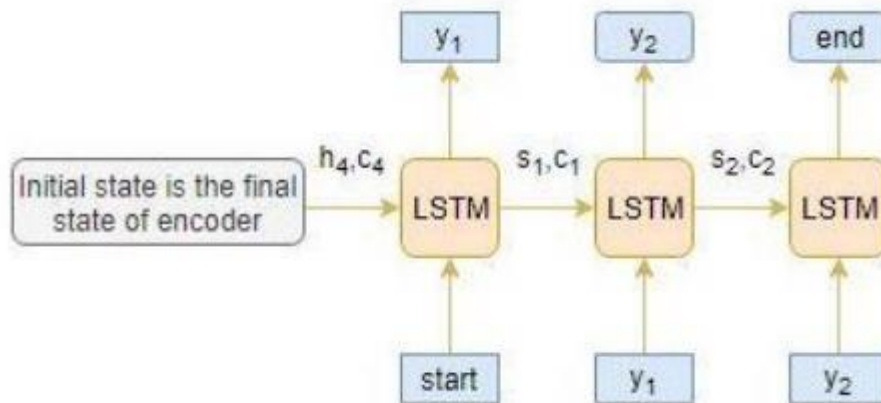 y₁
y₂
end
h₄,c₄
s₁,c₁
s₂,c₂
Initial state is the final
state of encoder
LSTM
LSTM
LSTM
start
y₁
y₂